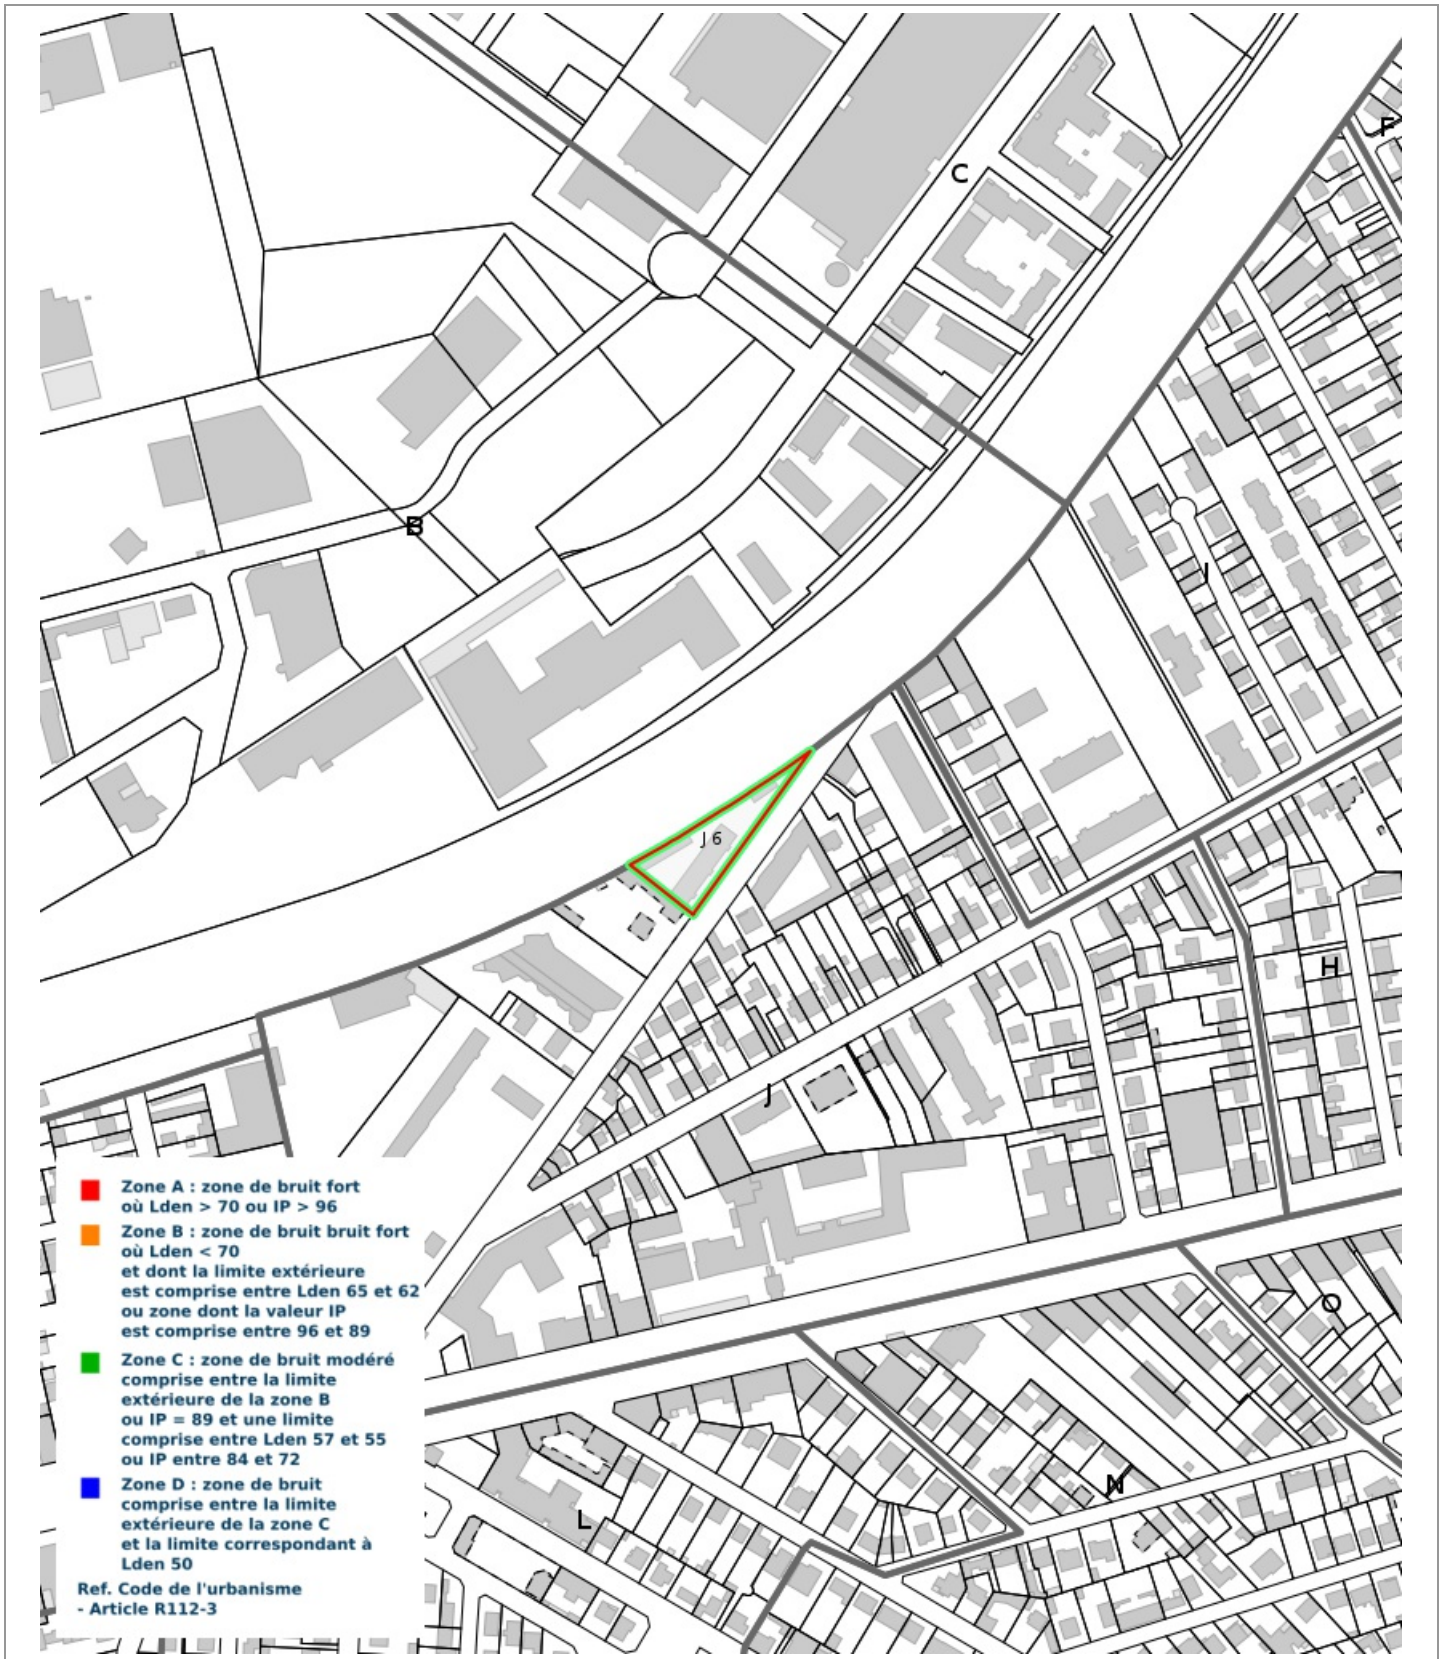 F
C
B
I
J 6
H
J
Zone A : zone de bruit fort
où Lden > 70 ou IP > 96
Zone B : zone de bruit bruit fort
où Lden < 70
et dont la limite extérieure
est comprise entre Lden 65 et 62
ou zone dont la valeur IP
est comprise entre 96 et 89
Zone C : zone de bruit modéré
comprise entre la limite
extérieure de la zone B
ou IP = 89 et une limite
comprise entre Lden 57 et 55
ou IP entre 84 et 72
Zone D : zone de bruit
comprise entre la limite
extérieure de la zone C
et la limite correspondant à
Lden 50
Ref. Code de l'urbanisme
- Article R112-3
O
N
L